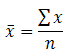 x̄ = ∑x / n